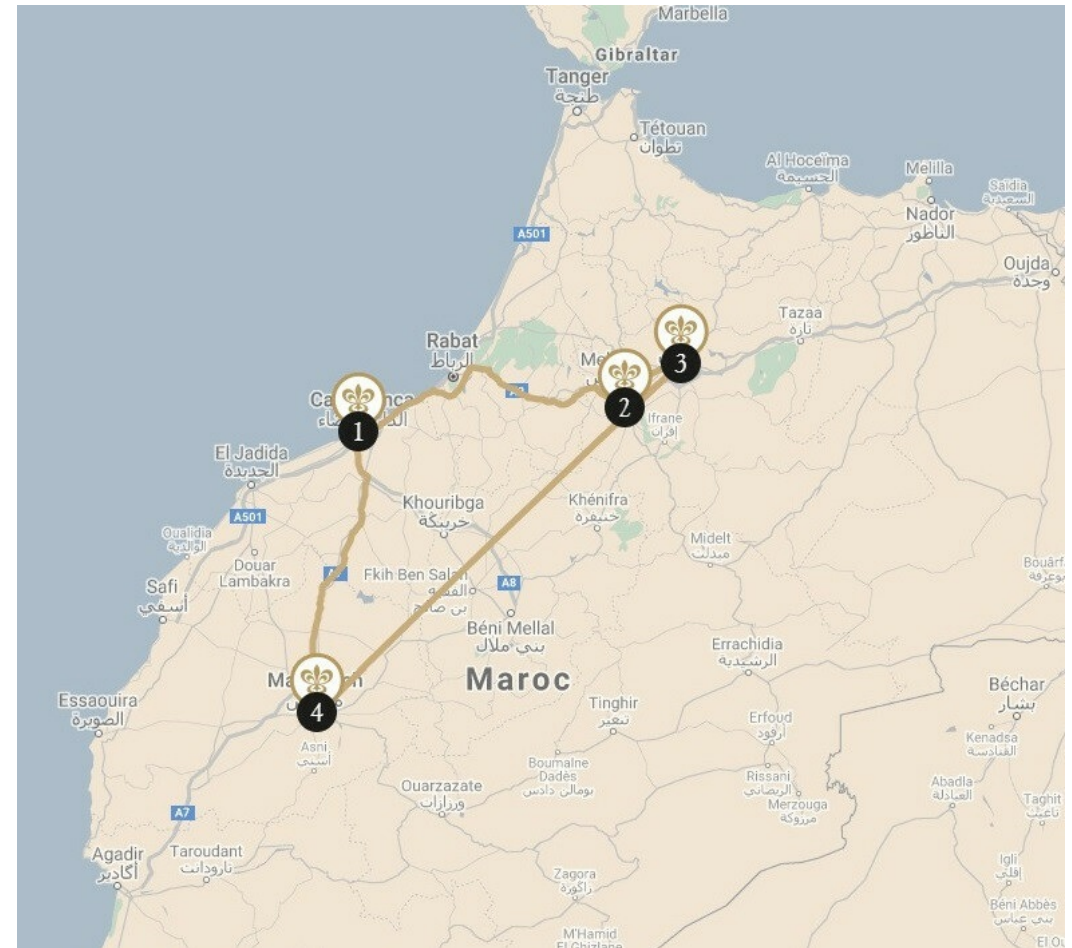 Marbella
Gibraltar
Tanger
طنجة
Tétouan
تطوان
Al Hoceïma
الحسيمة
Melilla
Saïdia
السعيدية
Nador
الناظور
A501
Oujda
وجدة
Tazaa
تازة
Rabat
الرباط
3
2
Ifrane
إفران
1
El Jadida
الجديدة
Khouribga
خريبكة
Khénifra
خنيفرة
A501
Oualidia
الوالدية
Midelt
ميدلت
Douar
Lambakra
Fkih Ben Salah
الفقيه
بن صالح
A8
Safi
أسفي
Béni Mellal
بني ملال
Errachidia
الرشيدية
Maroc
Essaouira
الصويرة
4
Béchar
بشار
Tinghir
تنغير
Erfoud
أرفود
Kenadsa
القنادسة
Asni
أسني
Boumalne
Dadès
بومالن دادس
Ouarzazate
ورزازات
Rissani
الريصاني
Merzouga
مرزوكة
Abadla
العبادلة
Taghit
تاغيت
A7
Agadir
أكادير
Taroudant
تارودانت
Zagora
زاكورة
Igli
إقلي
Béni Abbès
بني عباس
M'Hamid